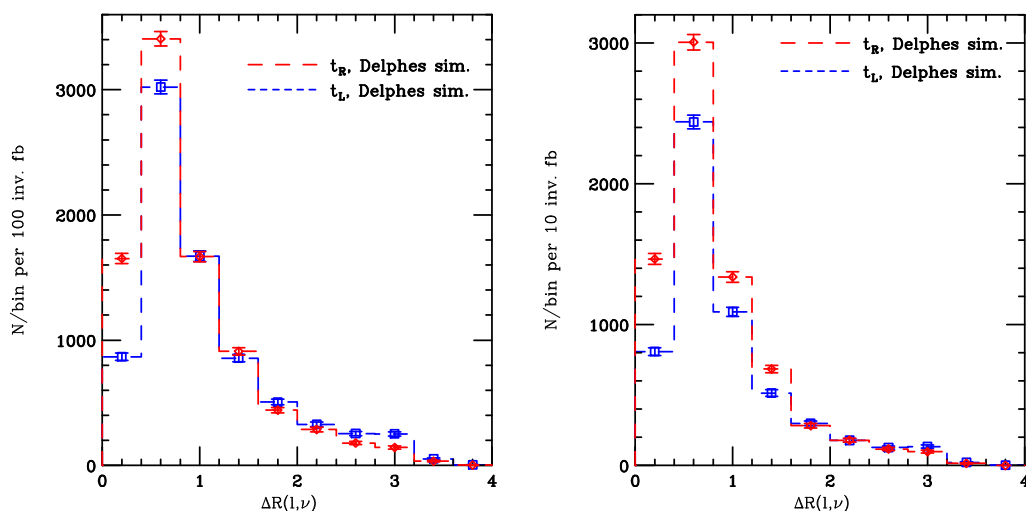 t_R, Delphes sim.
t_L, Delphes sim.
N/bin per 100 inv. fb
3000
2000
1000
0
0 1 2 3 4
ΔR(l,ν)
t_R, Delphes sim.
t_L, Delphes sim.
N/bin per 10 inv. fb
3000
2000
1000
0
0 1 2 3 4
ΔR(l,ν)